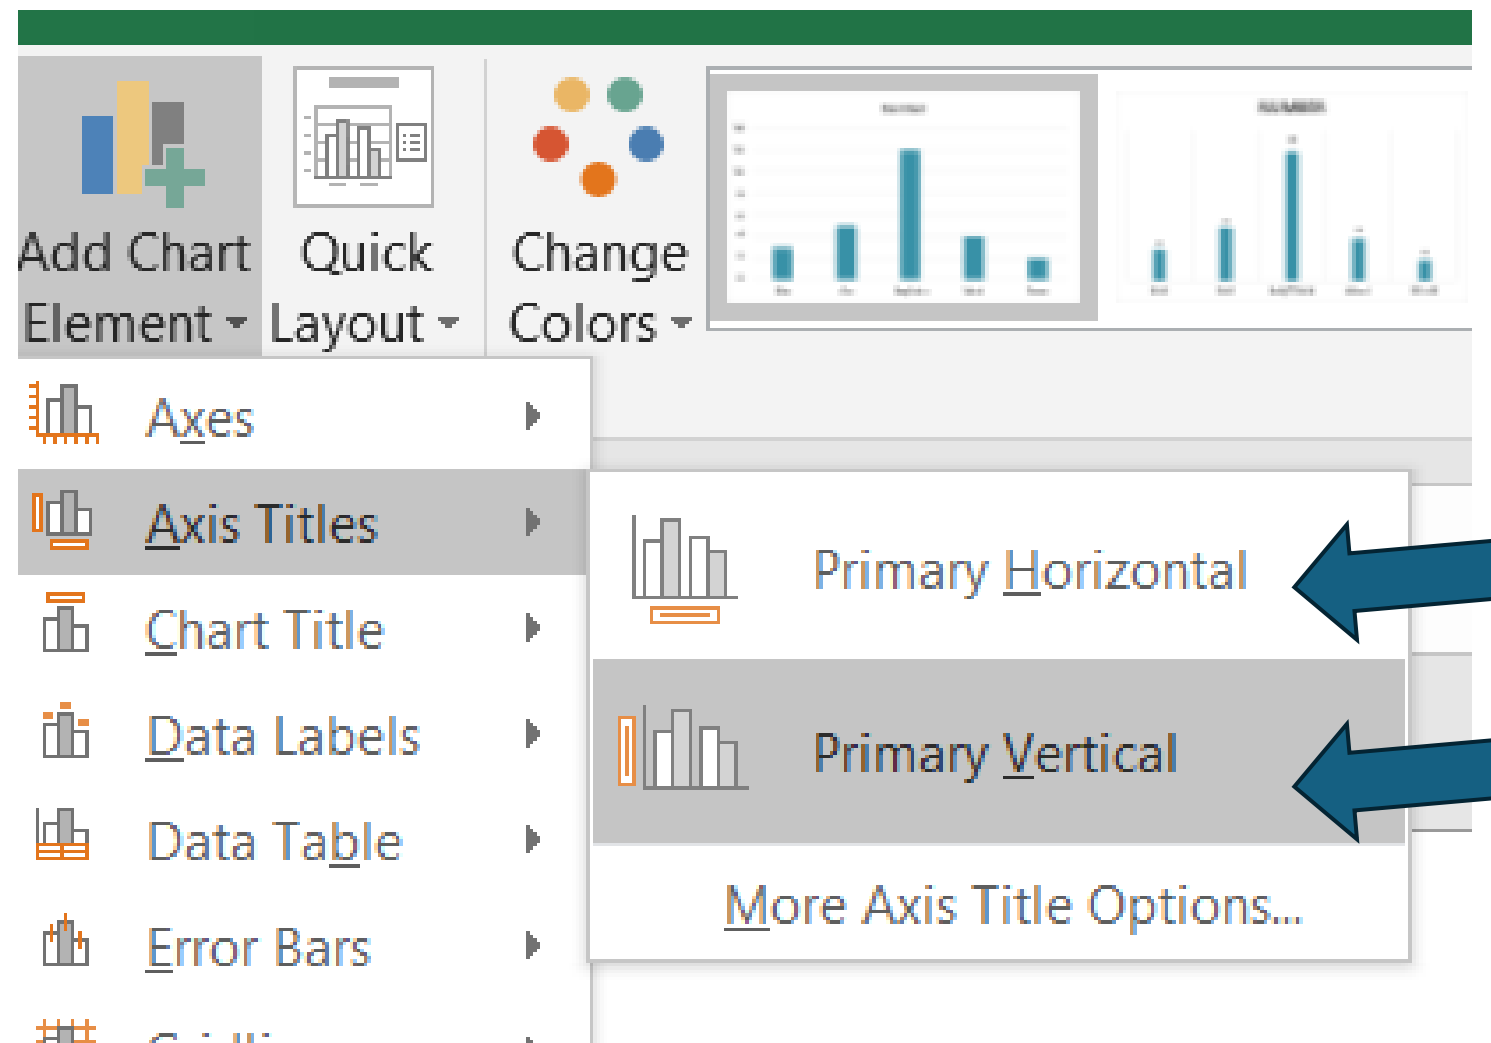 Add Chart
Element
Quick
Layout
Change
Colors
NUMBER
Axes
Axis Titles
Chart Title
Data Labels
Data Table
Error Bars
Primary Horizontal
Primary Vertical
More Axis Title Options...